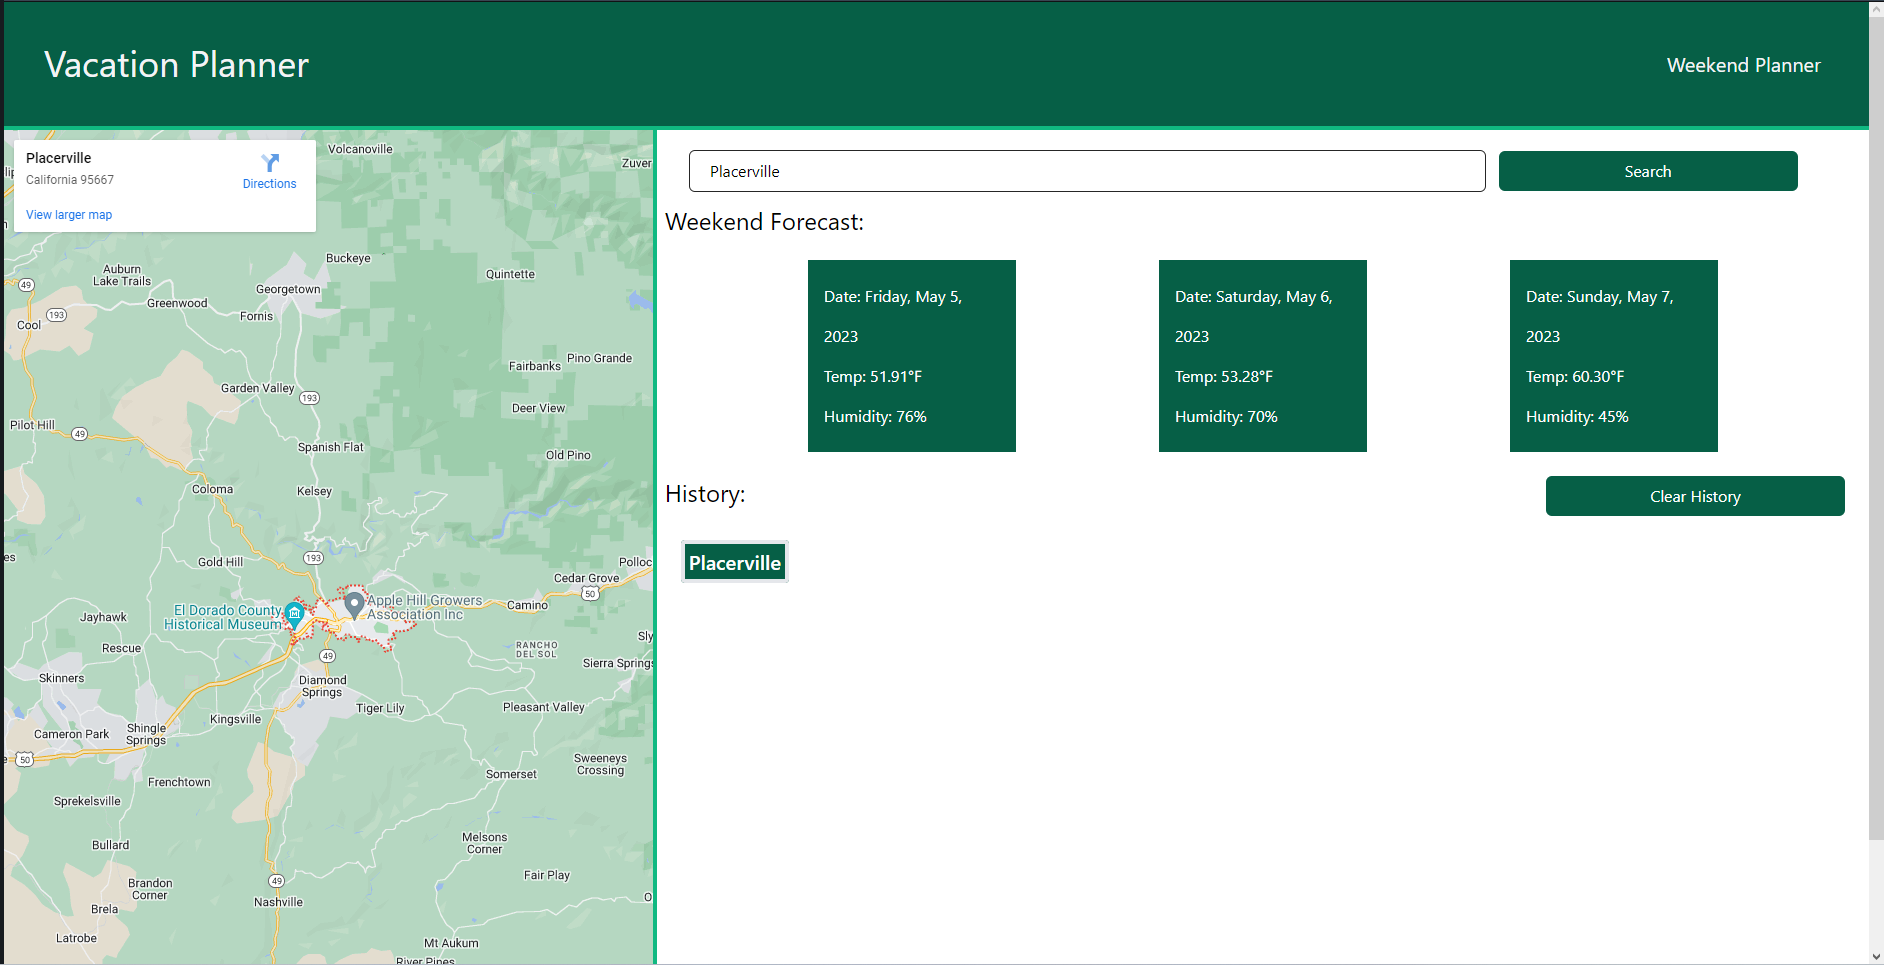 Vacation Planner
Weekend Planner
Placerville
California 95667
Directions
View larger map
Volcanoville
Zuver
Buckeye
Quintette
Auburn
Lake Trails
Georgetown
49
Greenwood
193
Fornis
Cool
Pino Grande
Fairbanks
Garden Valley
193
Deer View
Pilot Hill
49
Spanish Flat
Old Pino
Coloma
Kelsey
193
Gold Hill
Polloc
Cedar Grove
50
El Dorado County
Historical Museum
Apple Hill Growers
Association Inc
Camino
Jayhawk
Rescue
49
RANCHO
DEL SOL
Sly
Sierra Springs
Skinners
Diamond
Springs
Tiger Lily
Pleasant Valley
Kingsville
Cameron Park
Shingle
Springs
50
Sweeneys
Crossing
Somerset
Frenchtown
Sprekelsville
Melsons
Corner
Bullard
Fair Play
49
Brandon
Corner
Nashville
Brela
Latrobe
Mt Aukum
River Pines
Placerville
Search
Weekend Forecast:
Date: Friday, May 5,
2023
Temp: 51.91°F
Humidity: 76%
Date: Saturday, May 6,
2023
Temp: 53.28°F
Humidity: 70%
Date: Sunday, May 7,
2023
Temp: 60.30°F
Humidity: 45%
History:
Clear History
Placerville